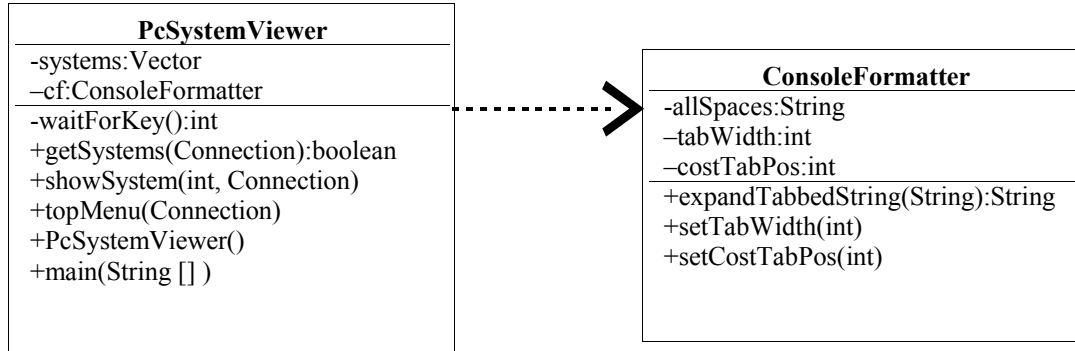 PcSystemViewer
-systems:Vector
–cf:ConsoleFormatter
-waitForKey():int
+getSystems(Connection):boolean
+showSystem(int, Connection)
+topMenu(Connection)
+PcSystemViewer()
+main(String [] )
ConsoleFormatter
-allSpaces:String
–tabWidth:int
–costTabPos:int
+expandTabbedString(String):String
+setTabWidth(int)
+setCostTabPos(int)